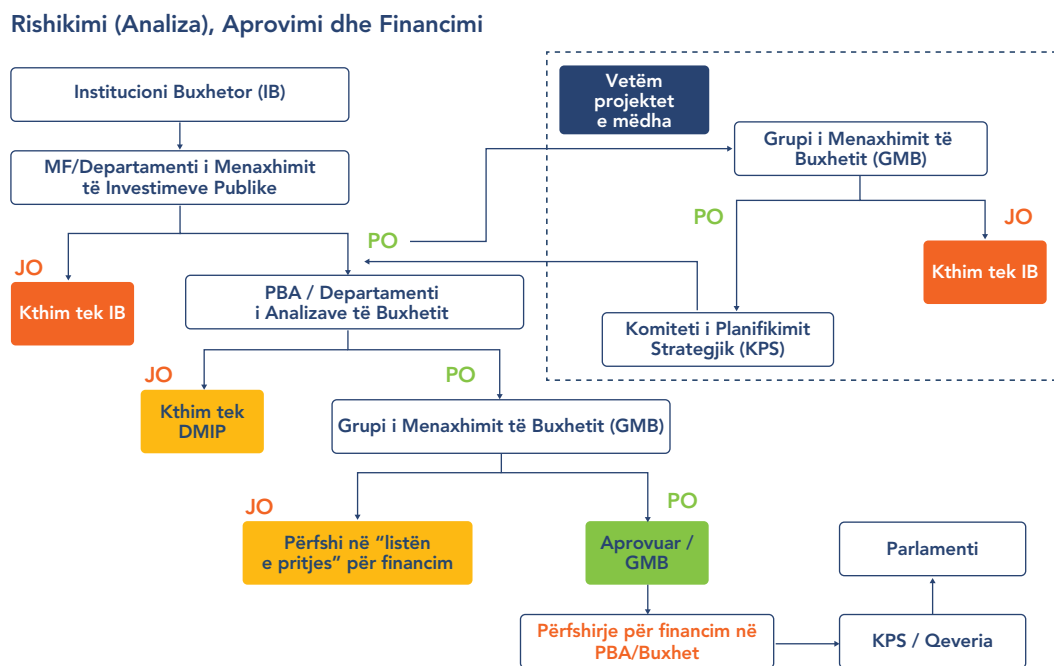 Rishikimi (Analiza), Aprovimi dhe Financimi
Institucioni Buxhetor (IB)
Vetëm
projektet
e mëdha
Grupi i Menaxhimit të
Buxhetit (GMB)
MF/Departamenti i Menaxhimit
të Investimeve Publike
PO
PO
JO
JO
Kthim tek IB
Kthim tek IB
PBA / Departamenti
i Analizave të Buxhetit
Komiteti i Planifikimit
Strategjik (KPS)
JO
PO
Kthim tek
DMIP
Grupi i Menaxhimit të Buxhetit (GMB)
JO
PO
Përfshi në ”listën
e pritjes” për financim
Aprovuar /
GMB
Parlamenti
Përfshirje për financim në
PBA/Buxhet
KPS / Qeveria